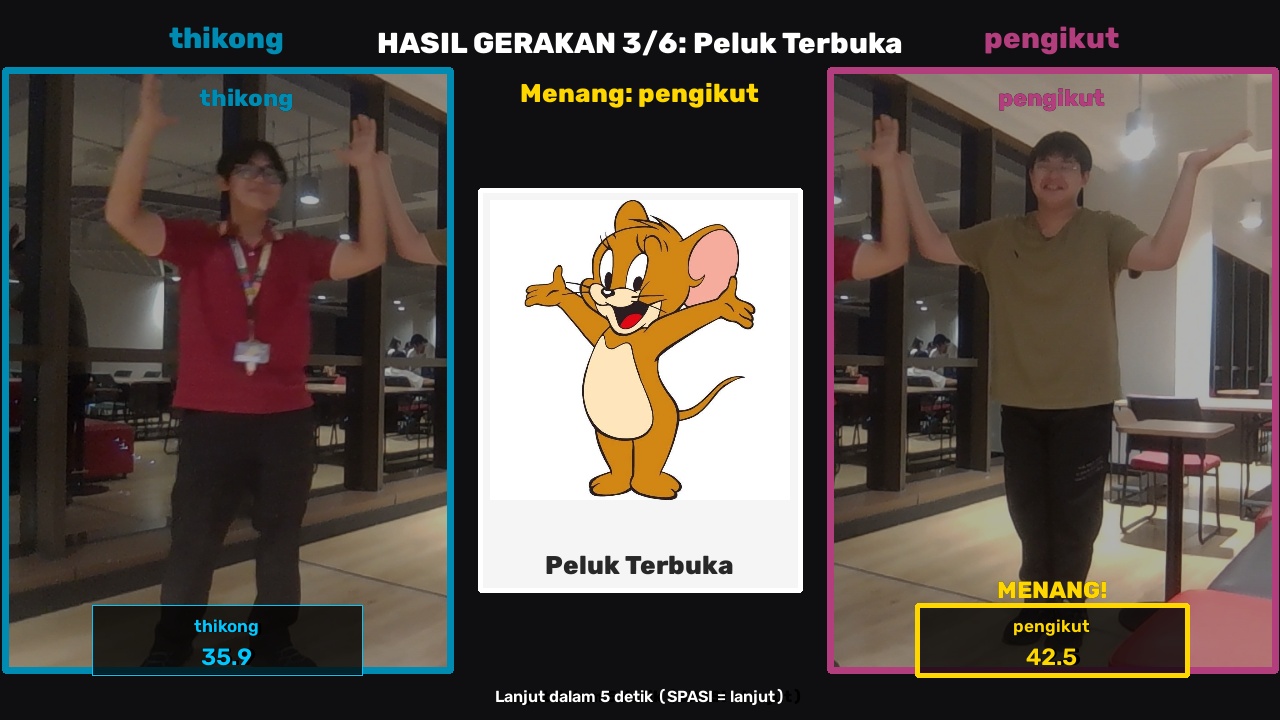 thikong
HASIL GERAKAN 3/6: Peluk Terbuka
pengikut
thikong
Menang: pengikut
pengikut
Peluk Terbuka
MENANG!
thikong
35.9
pengikut
42.5
Lanjut dalam 5 detik (SPASI = lanjut)